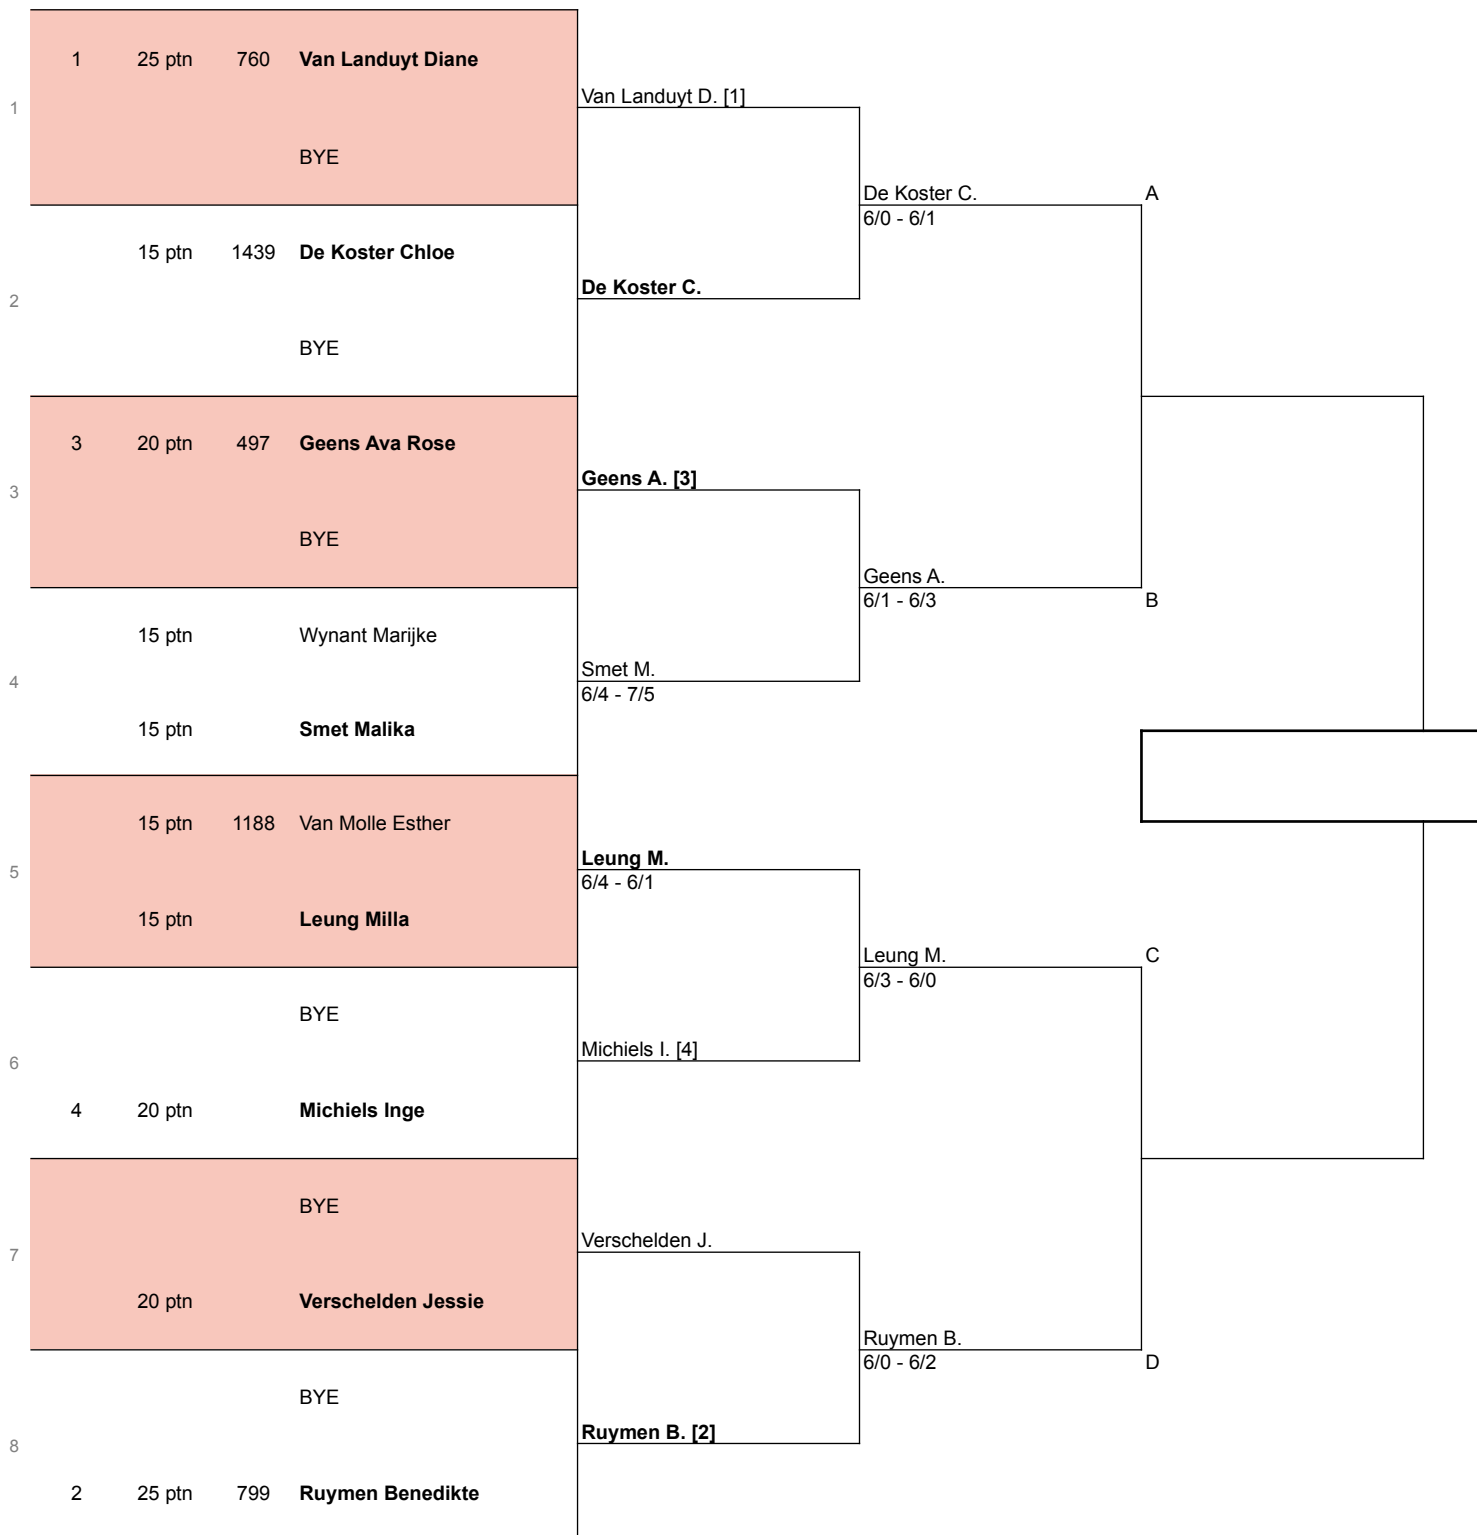 1 25 ptn 760 Van Landuyt Diane
Van Landuyt D. [1]
1
BYE
De Koster C. A
6/0 - 6/1
15 ptn 1439 De Koster Chloe
De Koster C.
2
BYE
3 20 ptn 497 Geens Ava Rose
Geens A. [3]
3
BYE
Geens A.
6/1 - 6/3 B
15 ptn Wynant Marijke
Smet M.
4
6/4 - 7/5
15 ptn Smet Malika
15 ptn 1188 Van Molle Esther
Leung M.
5
6/4 - 6/1
15 ptn Leung Milla
Leung M. C
6/3 - 6/0
BYE
Michiels I. [4]
6
4 20 ptn Michiels Inge
BYE
Verschelden J.
7
20 ptn Verschelden Jessie
Ruymen B.
6/0 - 6/2 D
BYE
Ruymen B. [2]
8
2 25 ptn 799 Ruymen Benedikte